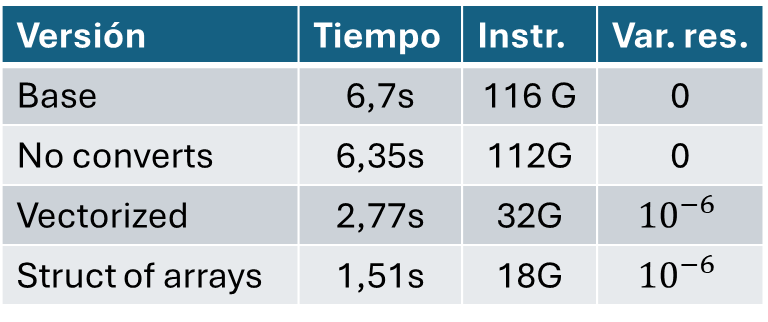 Versión Tiempo Instr. Var. res.
Base 6,7s 116 G 0
No converts 6,35s 112G 0
Vectorized 2,77s 32G 10⁻⁶
Struct of arrays 1,51s 18G 10⁻⁶